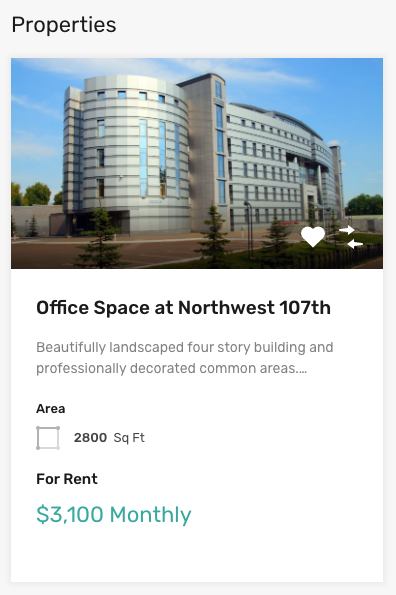 Properties
Office Space at Northwest 107th
Beautifully landscaped four story building and
professionally decorated common areas.…
Area
2800 Sq Ft
For Rent
$3,100 Monthly